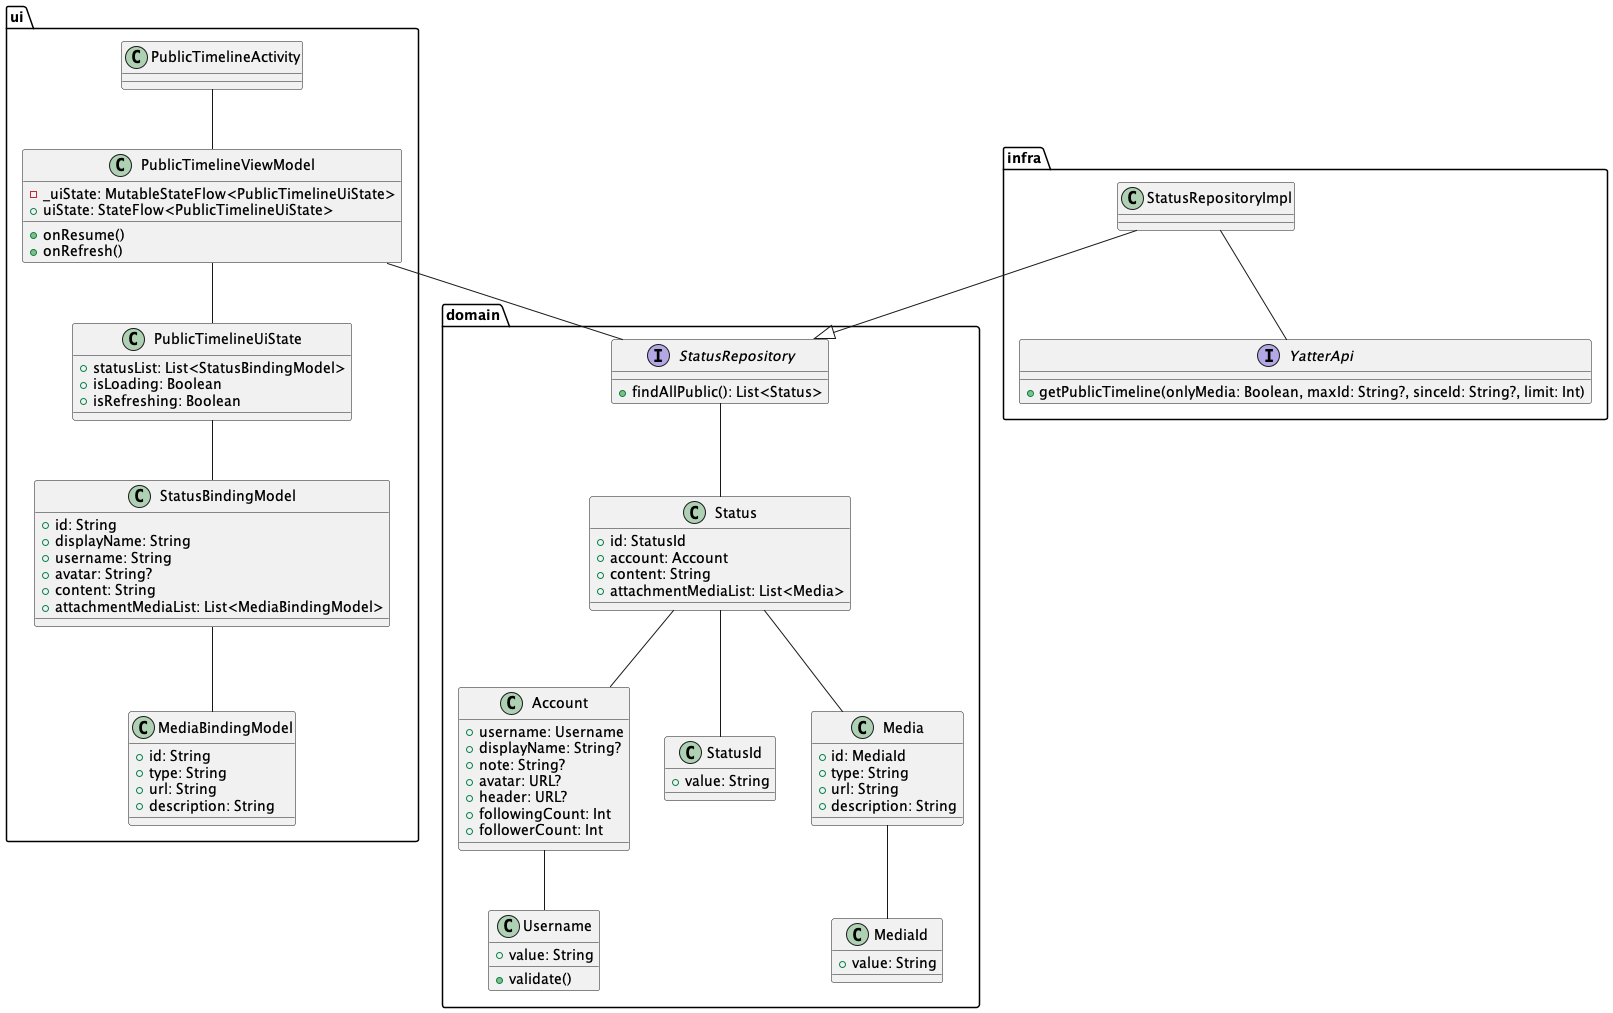 ui
C PublicTimelineActivity
C PublicTimelineViewModel
_uiState: MutableStateFlow<PublicTimelineUiState>
uiState: StateFlow<PublicTimelineUiState>
onResume()
onRefresh()
C PublicTimelineUiState
statusList: List<StatusBindingModel>
isLoading: Boolean
isRefreshing: Boolean
C StatusBindingModel
id: String
displayName: String
username: String
avatar: String?
content: String
attachmentMediaList: List<MediaBindingModel>
C MediaBindingModel
id: String
type: String
url: String
description: String
domain
I StatusRepository
findAllPublic(): List<Status>
C Status
id: StatusId
account: Account
content: String
attachmentMediaList: List<Media>
C Account
username: Username
displayName: String?
note: String?
avatar: URL?
header: URL?
followingCount: Int
followerCount: Int
C StatusId
value: String
C Media
id: MediaId
type: String
url: String
description: String
C Username
value: String
validate()
C MediaId
value: String
infra
C StatusRepositoryImpl
I YatterApi
getPublicTimeline(onlyMedia: Boolean, maxId: String?, sinceId: String?, limit: Int)